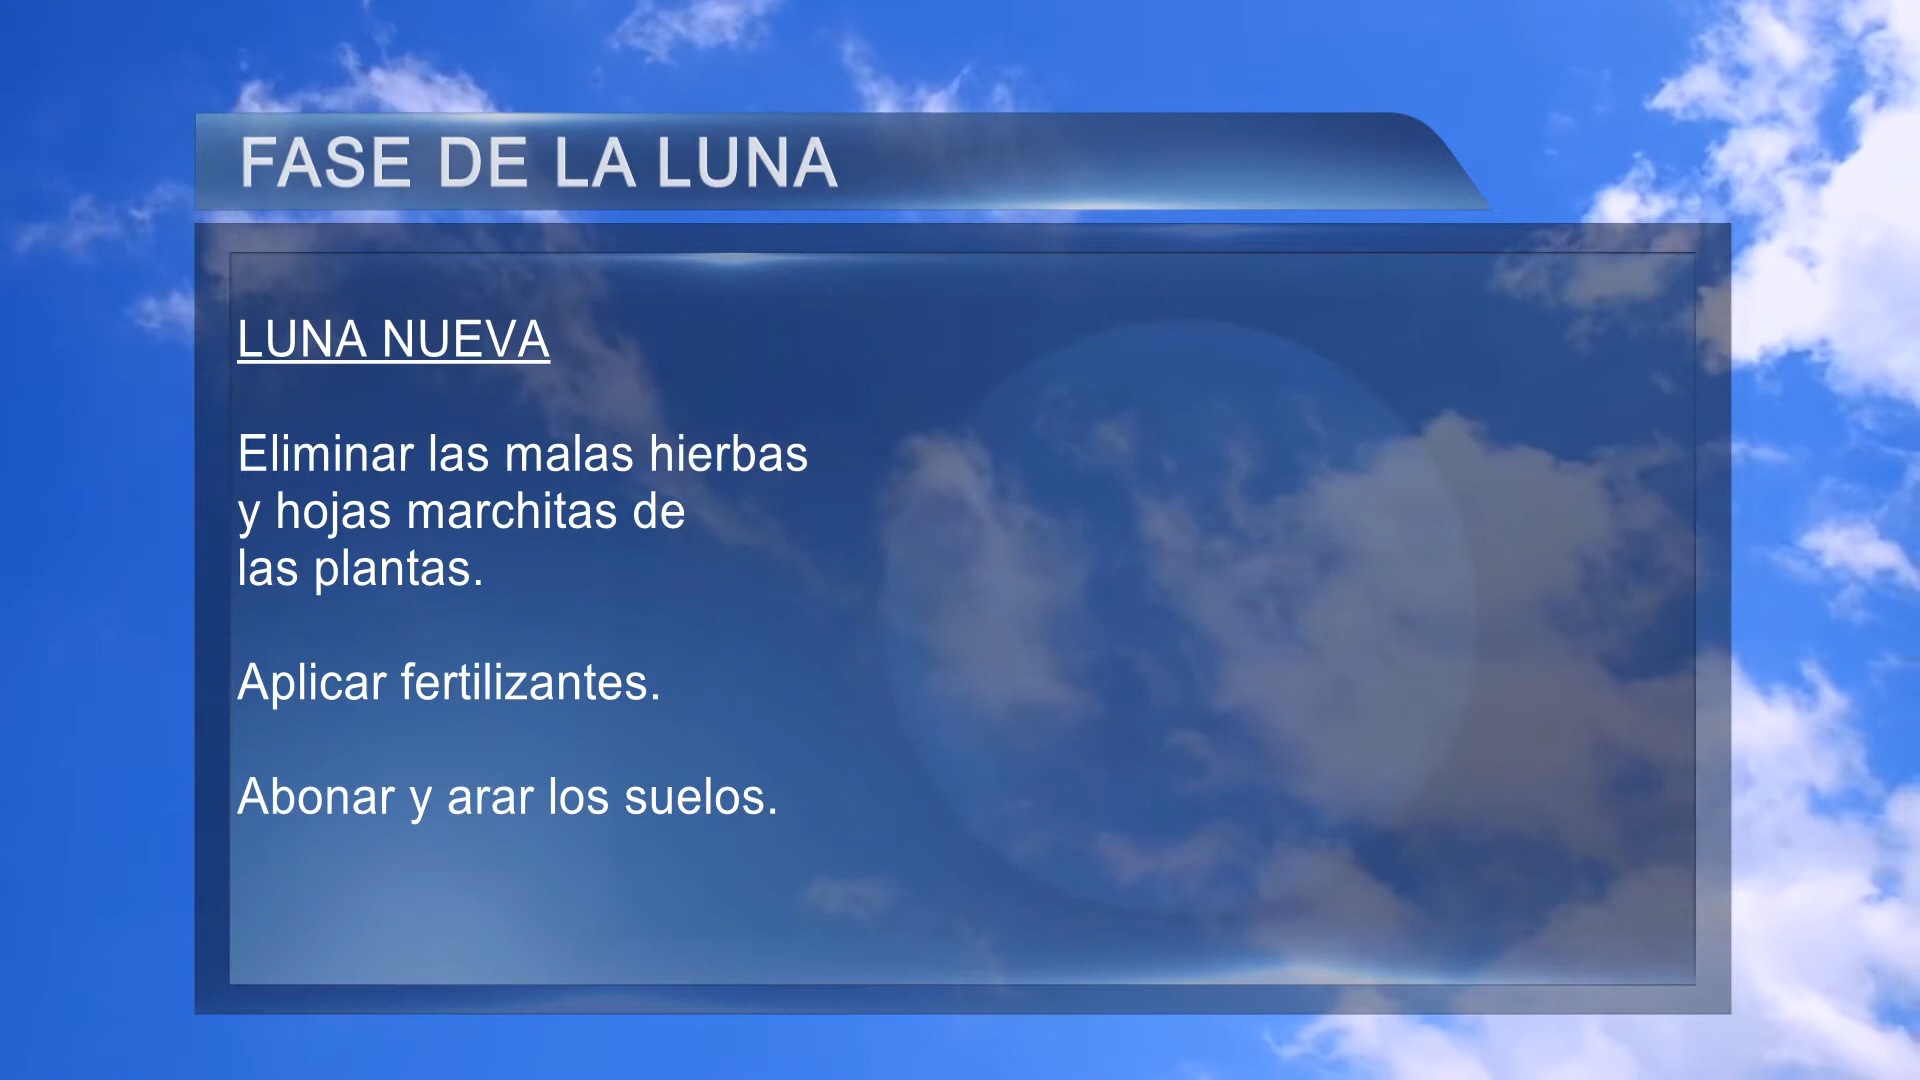 FASE DE LA LUNA
LUNA NUEVA
Eliminar las malas hierbas
y hojas marchitas de
las plantas.
Aplicar fertilizantes.
Abonar y arar los suelos.